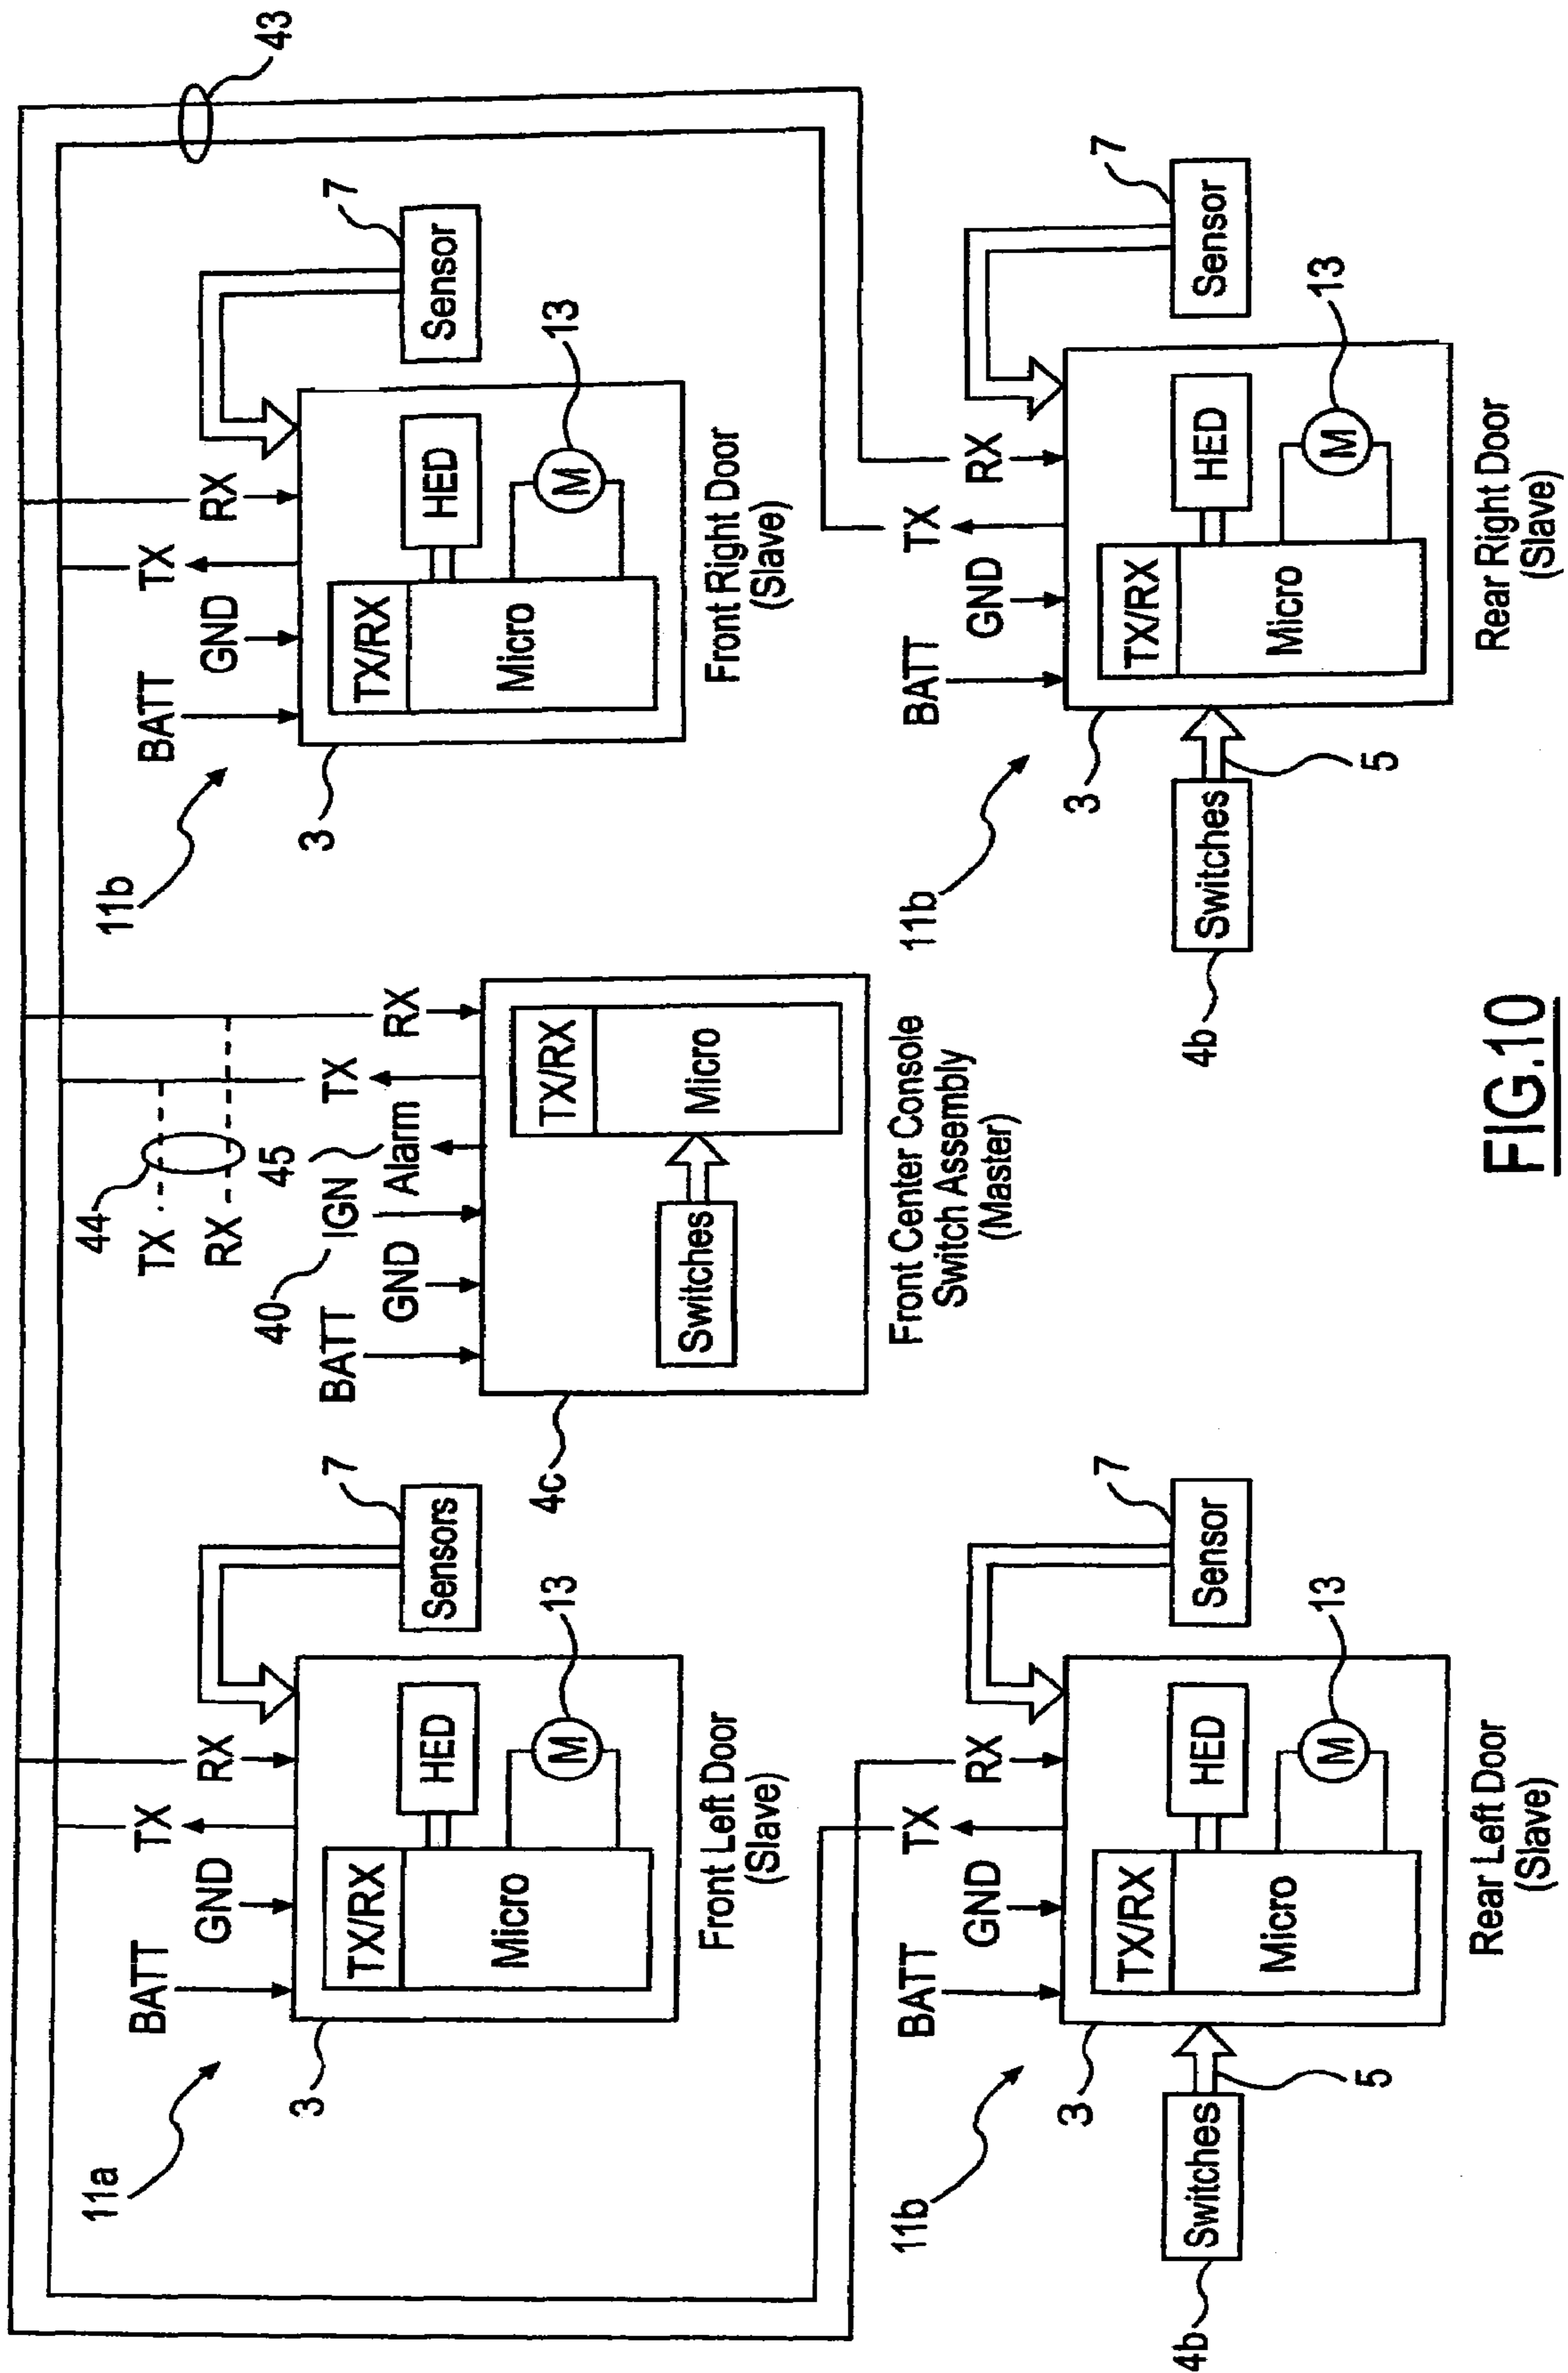 43
44
TX
RX
11a
BATT
GND
TX
RX
7
Sensors
3
TX/RX
Micro
HED
M
13
Front Left Door
(Slave)
40
45
BATT
GND
IGN
Alarm
TX
RX
4c
Switches
TX/RX
Micro
Front Center Console
Switch Assembly
(Master)
11b
BATT
GND
TX
RX
7
Sensor
3
TX/RX
Micro
HED
M
13
Front Right Door
(Slave)
11b
BATT
GND
TX
RX
7
Sensor
3
4b
Switches
5
TX/RX
Micro
HED
M
13
Rear Left Door
(Slave)
11b
BATT
GND
TX
RX
7
Sensor
3
4b
Switches
5
TX/RX
Micro
HED
M
13
Rear Right Door
(Slave)
FIG.10